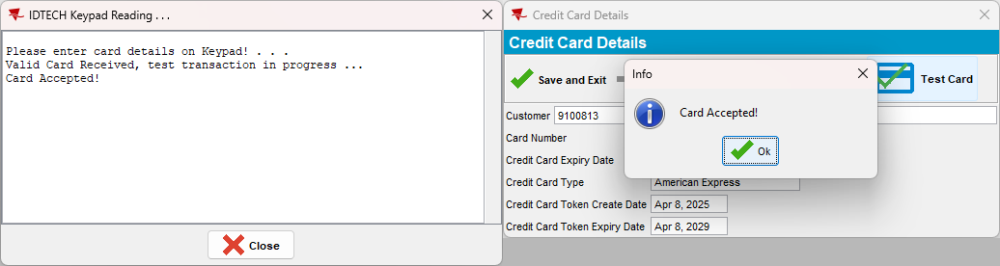 IDTECH Keypad Reading . . .
Please enter card details on Keypad! . . .
Valid Card Received, test transaction in progress ...
Card Accepted!
Close
Credit Card Details
Credit Card Details
Save and Exit
Test Card
Info
Card Accepted!
Ok
Customer 9100813
Card Number
Credit Card Expiry Date
Credit Card Type American Express
Credit Card Token Create Date Apr 8, 2025
Credit Card Token Expiry Date Apr 8, 2029